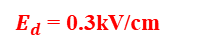 E_d = 0.3kV/cm